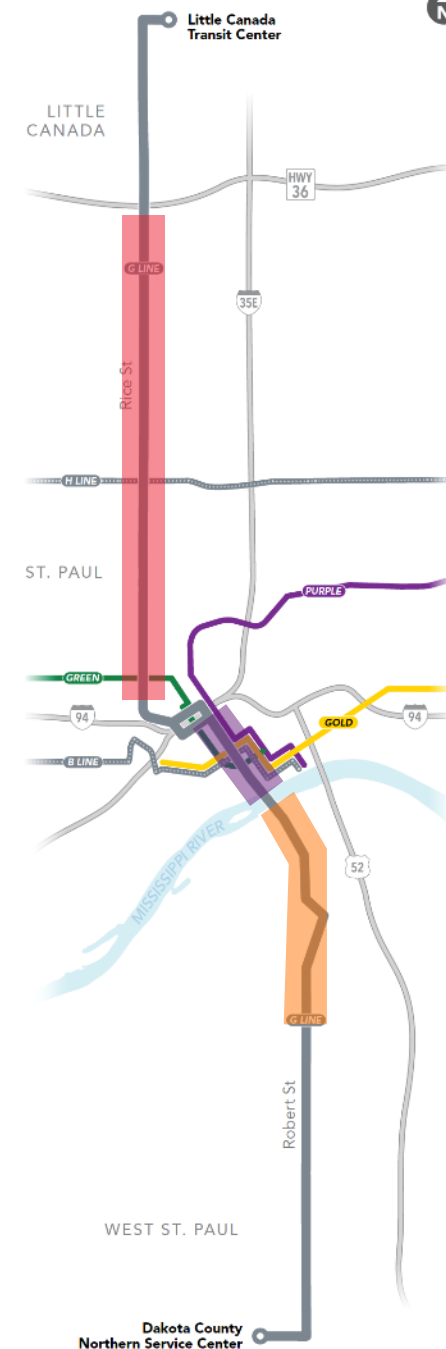 N
Little Canada
Transit Center
LITTLE
CANADA
HWY
36
G LINE
35E
Rice St
H LINE
ST. PAUL
PURPLE
GREEN
94
GOLD
94
B LINE
MISSISSIPPI RIVER
52
G LINE
Robert St
WEST ST. PAUL
Dakota County
Northern Service Center